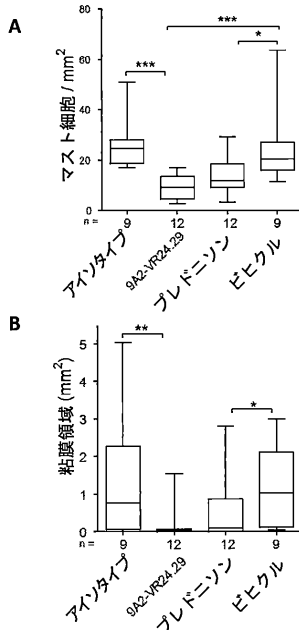 A
***
***
*
マスト細胞 / mm²
80
60
40
20
0
n = 9 12 12 9
アイソタイプ 9A2-VR24.29 プレドニソン ビヒクル
B
**
*
粘膜領域 (mm²)
5
4
3
2
1
0
n = 9 12 12 9
アイソタイプ 9A2-VR24.29 プレドニソン ビヒクル